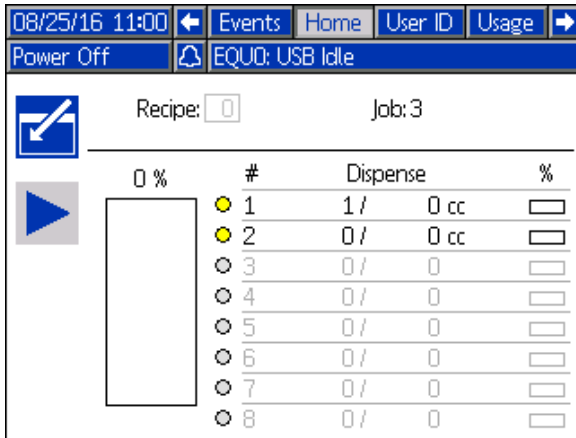 08/25/16 11:00 Events Home User ID Usage
Power Off EQU0: USB Idle
Recipe: 0 Job: 3
0 % # Dispense %
1 1 / 0 cc
2 0 / 0 cc
3 0 / 0
4 0 / 0
5 0 / 0
6 0 / 0
7 0 / 0
8 0 / 0